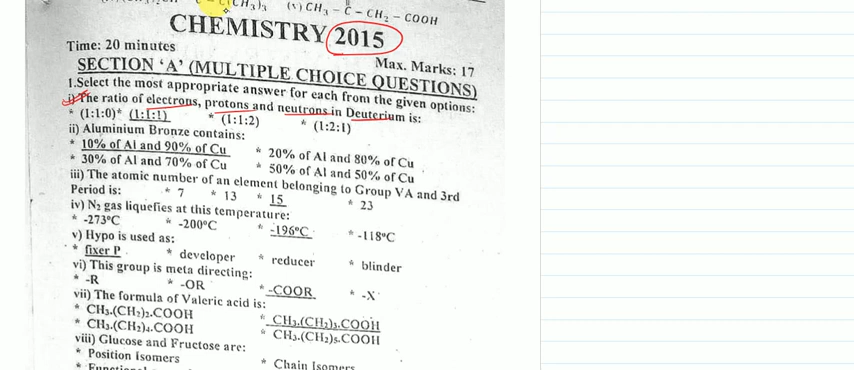 (CH₃)₃ (v) CH₃ – C – CH₂ – COOH
CHEMISTRY 2015
Time: 20 minutes
Max. Marks: 17
SECTION ‘A’ (MULTIPLE CHOICE QUESTIONS)
1.Select the most appropriate answer for each from the given options:
i) The ratio of electrons, protons and neutrons in Deuterium is:
* (1:1:0)* (1:1:1) * (1:1:2) * (1:2:1)
ii) Aluminium Bronze contains:
* 10% of Al and 90% of Cu * 20% of Al and 80% of Cu
* 30% of Al and 70% of Cu * 50% of Al and 50% of Cu
iii) The atomic number of an element belonging to Group VA and 3rd
Period is: * 7 * 13 * 15 * 23
iv) N₂ gas liquefies at this temperature:
* -273°C * -200°C * -196°C * -118°C
v) Hypo is used as:
* fixer P * developer * reducer * blinder
vi) This group is meta directing:
* -R * -OR * -COOR * -X
vii) The formula of Valeric acid is:
* CH₃.(CH₂)₂.COOH * CH₃.(CH₂)₃.COOH
* CH₃.(CH₂)₄.COOH * CH₃.(CH₂)₅.COOH
viii) Glucose and Fructose are:
* Position Isomers * Chain Isomers